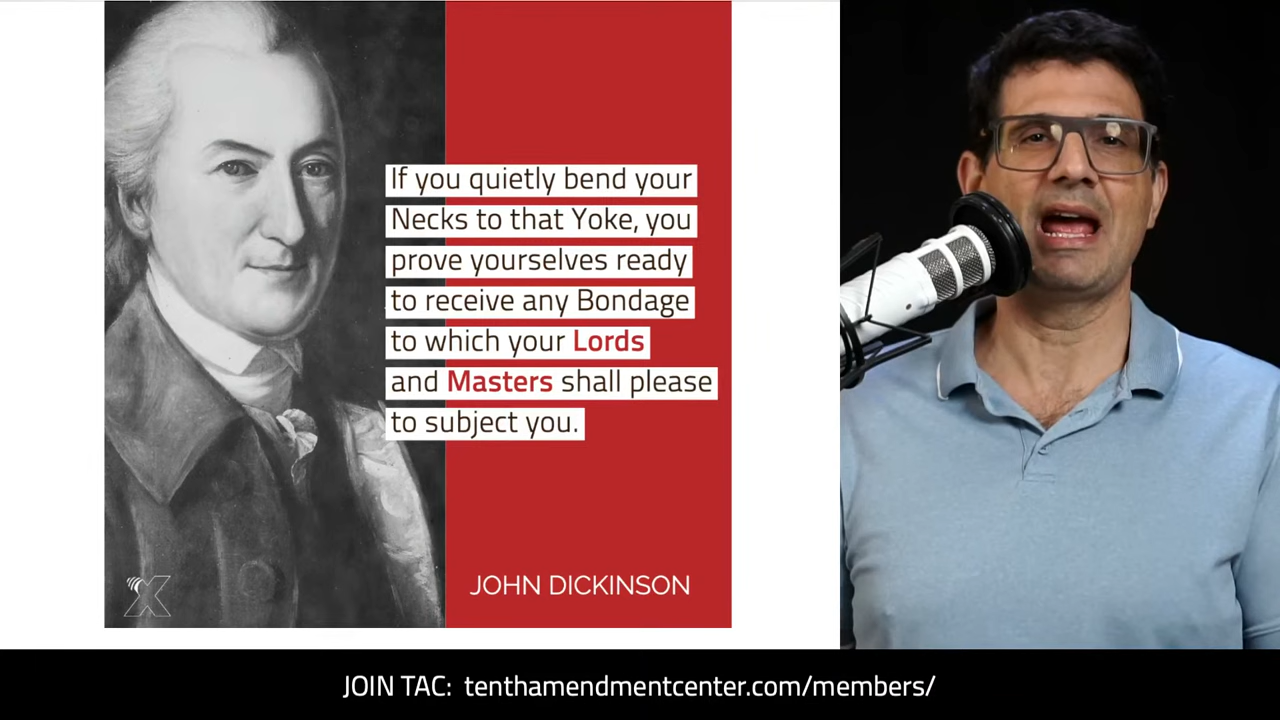 If you quietly bend your
Necks to that Yoke, you
prove yourselves ready
to receive any Bondage
to which your Lords
and Masters shall please
to subject you.
JOHN DICKINSON
JOIN TAC: tenthamendmentcenter.com/members/